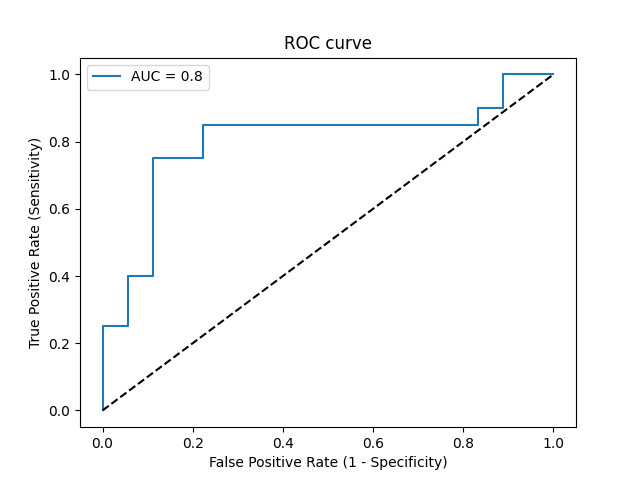 ROC curve
AUC = 0.8
True Positive Rate (Sensitivity)
1.0
0.8
0.6
0.4
0.2
0.0
0.0 0.2 0.4 0.6 0.8 1.0
False Positive Rate (1 - Specificity)